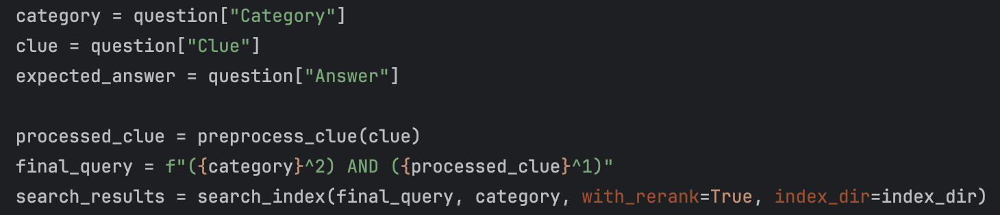 category = question["Category"]
clue = question["Clue"]
expected_answer = question["Answer"]
processed_clue = preprocess_clue(clue)
final_query = f"({category}^2) AND ({processed_clue}^1)"
search_results = search_index(final_query, category, with_rerank=True, index_dir=index_dir)